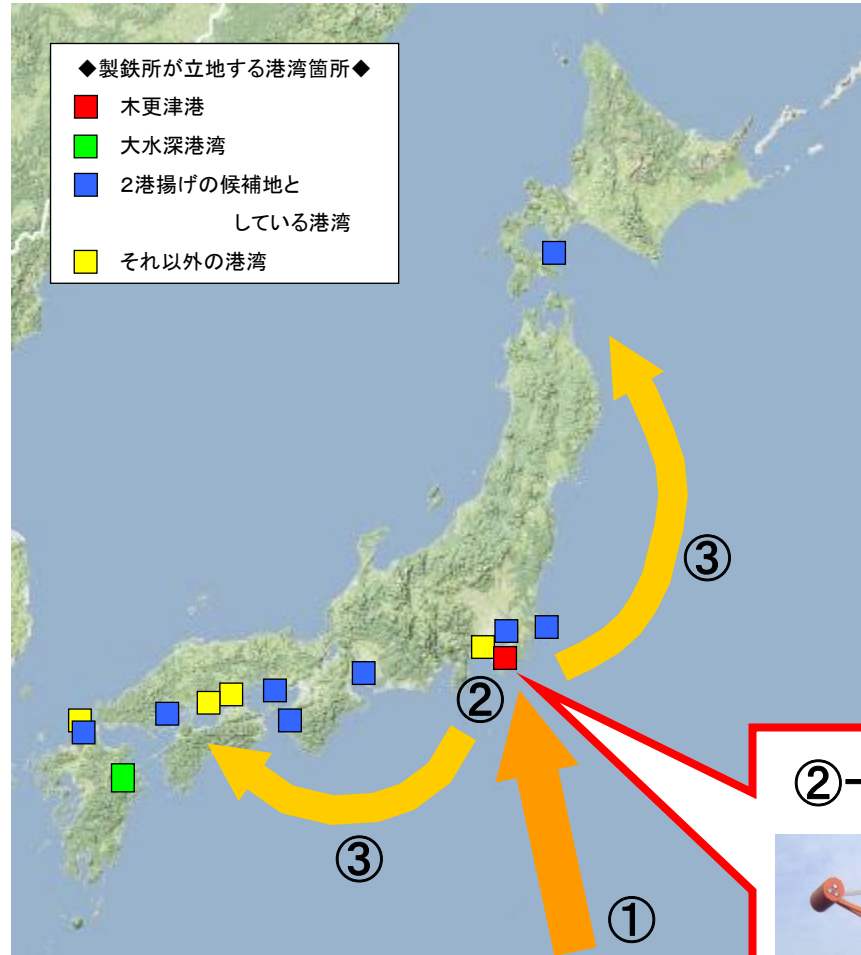 ◆製鉄所が立地する港湾箇所◆
木更津港
大水深港湾
２港揚げの候補地と
している港湾
それ以外の港湾
③
②
②-
③
①